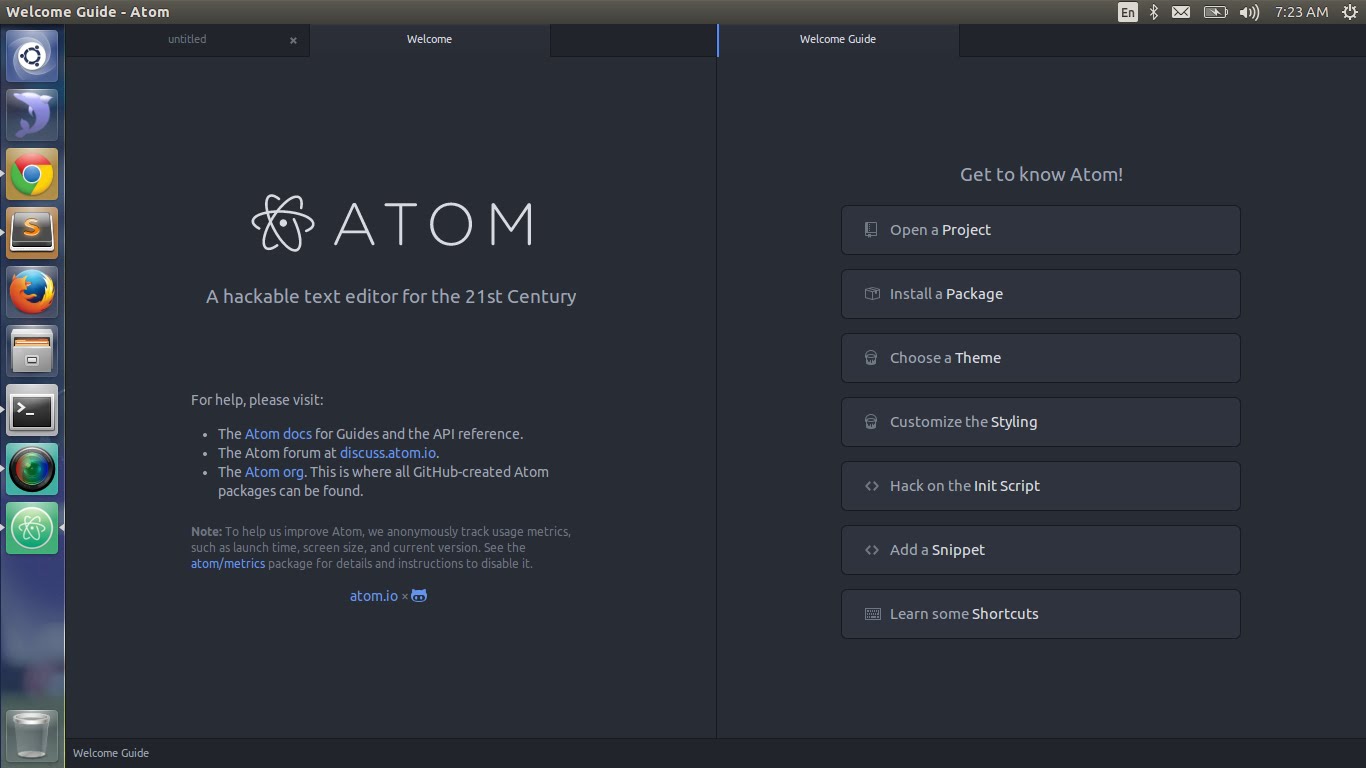 Welcome Guide - Atom
En
7:23 AM
untitled
Welcome
Welcome Guide
ATOM
A hackable text editor for the 21st Century
For help, please visit:
• The Atom docs for Guides and the API reference.
• The Atom forum at discuss.atom.io.
• The Atom org. This is where all GitHub-created Atom
packages can be found.
Note: To help us improve Atom, we anonymously track usage metrics,
such as launch time, screen size, and current version. See the
atom/metrics package for details and instructions to disable it.
atom.io ×
Get to know Atom!
Open a Project
Install a Package
Choose a Theme
Customize the Styling
Hack on the Init Script
Add a Snippet
Learn some Shortcuts
S
>_
Welcome Guide